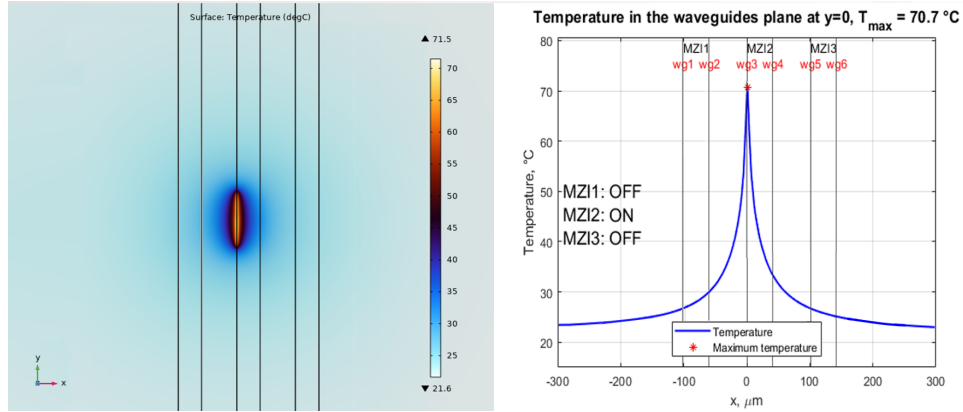 Surface: Temperature (degC)
▲ 71.5
70
65
60
55
50
45
40
35
30
25
▼ 21.6
y
x
Temperature in the waveguides plane at y=0, T_max = 70.7 °C
MZI1 MZI2 MZI3
wg1 wg2 wg3 wg4 wg5 wg6
80
70
60
50
40
30
20
Temperature, °C
MZI1: OFF
MZI2: ON
MZI3: OFF
Temperature
Maximum temperature
-300 -200 -100 0 100 200 300
x, μm